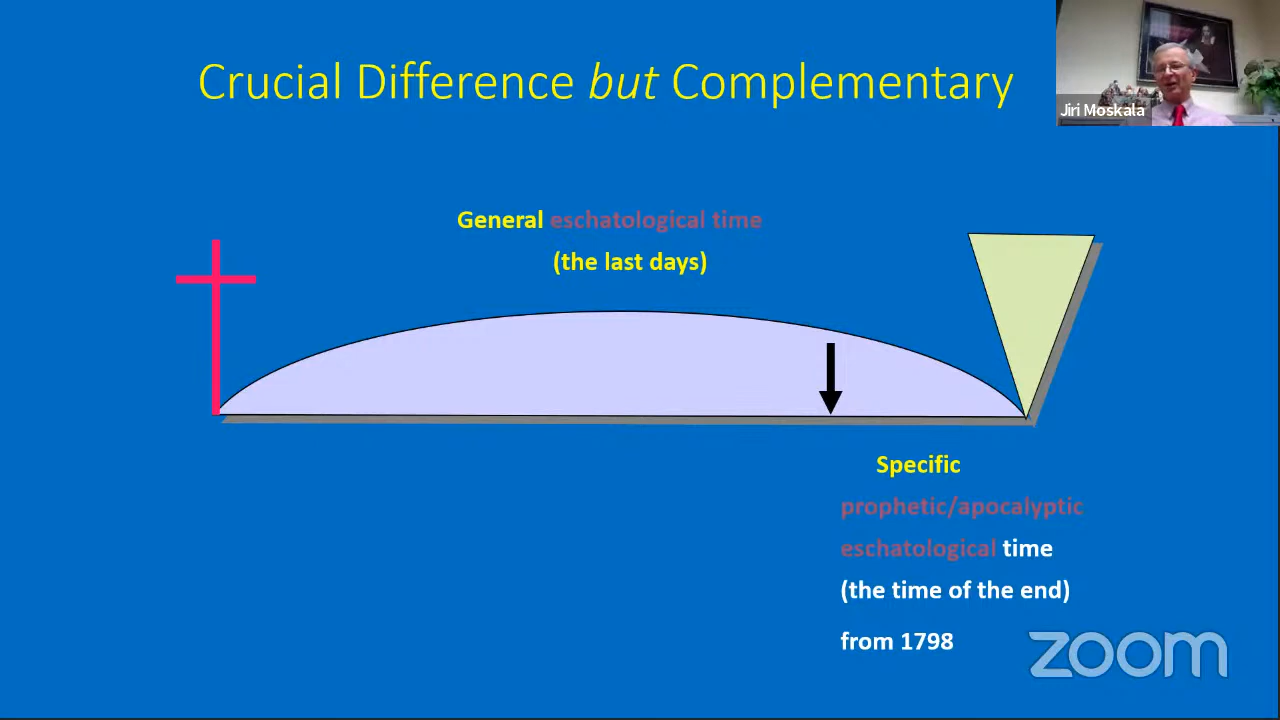 Crucial Difference but Complementary
Jiri Moskala
General eschatological time
(the last days)
Specific
prophetic/apocalyptic
eschatological time
(the time of the end)
from 1798
zoom